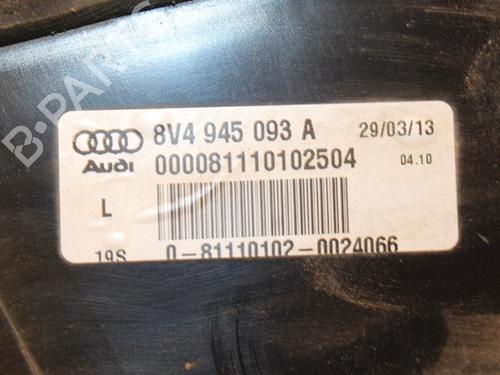 B-PARTS
8V4 945 093 A 29/03/13
Audi 000081110102504 04.10
L
19S 0-81110102-0024066